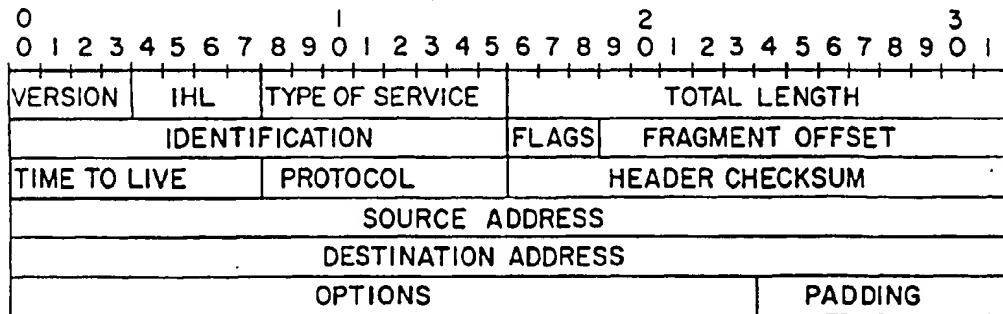 0 1 2 3
0 1 2 3 4 5 6 7 8 9 0 1 2 3 4 5 6 7 8 9 0 1 2 3 4 5 6 7 8 9 0 1
VERSION IHL TYPE OF SERVICE TOTAL LENGTH
IDENTIFICATION FLAGS FRAGMENT OFFSET
TIME TO LIVE PROTOCOL HEADER CHECKSUM
SOURCE ADDRESS
DESTINATION ADDRESS
OPTIONS PADDING